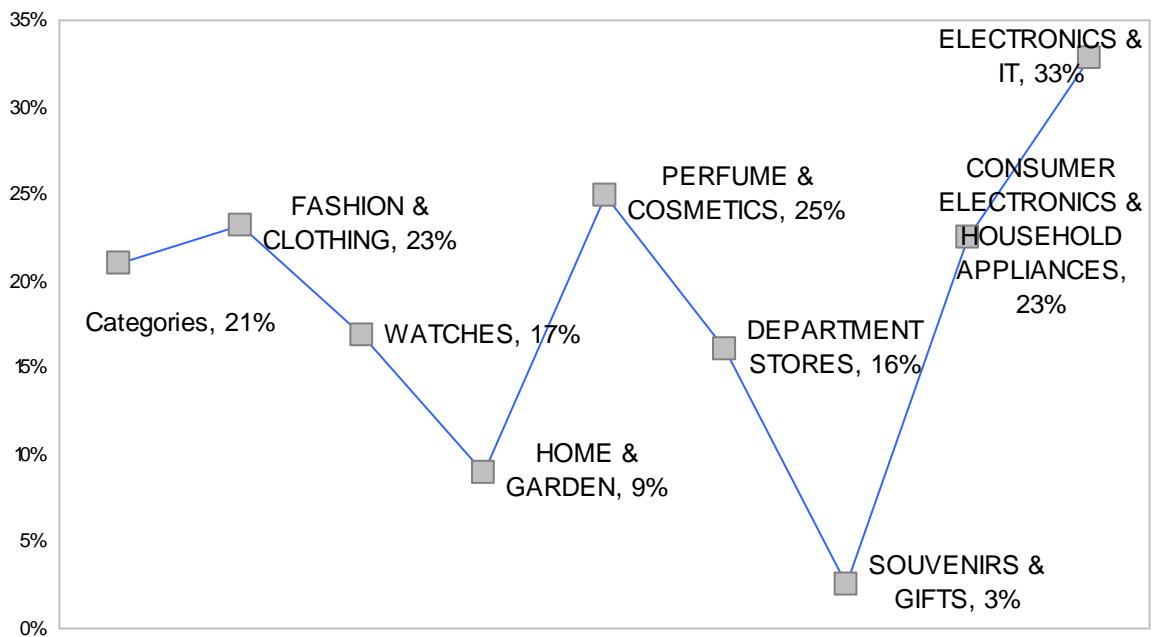 35%
30%
25%
20%
15%
10%
5%
0%
Categories, 21%
FASHION &
CLOTHING, 23%
WATCHES, 17%
HOME &
GARDEN, 9%
PERFUME &
COSMETICS, 25%
DEPARTMENT
STORES, 16%
SOUVENIRS &
GIFTS, 3%
CONSUMER
ELECTRONICS &
HOUSEHOLD
APPLIANCES,
23%
ELECTRONICS &
IT, 33%